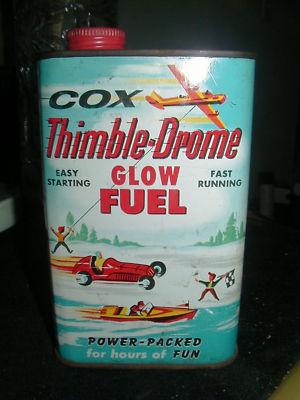 COX
Thimble-Drome
EASY STARTING
GLOW FUEL
FAST RUNNING
POWER-PACKED
for hours of FUN